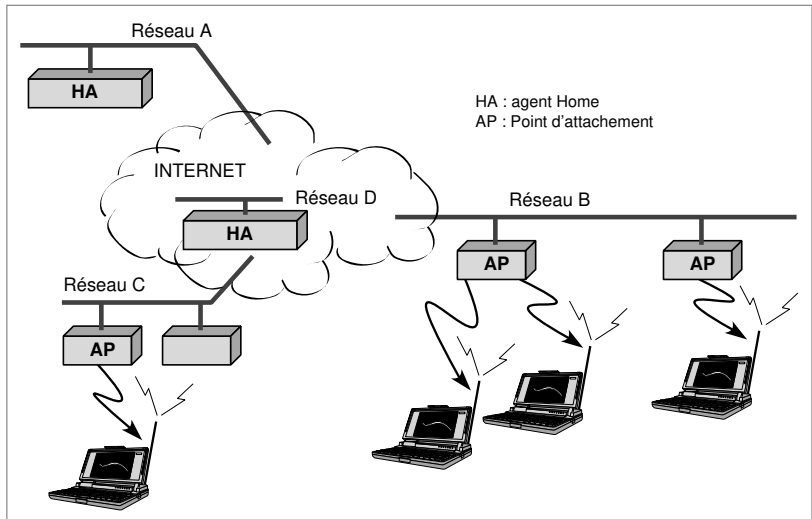 Réseau A
HA
HA : agent Home
AP : Point d'attachement
INTERNET
Réseau D
Réseau B
HA
AP
AP
Réseau C
AP